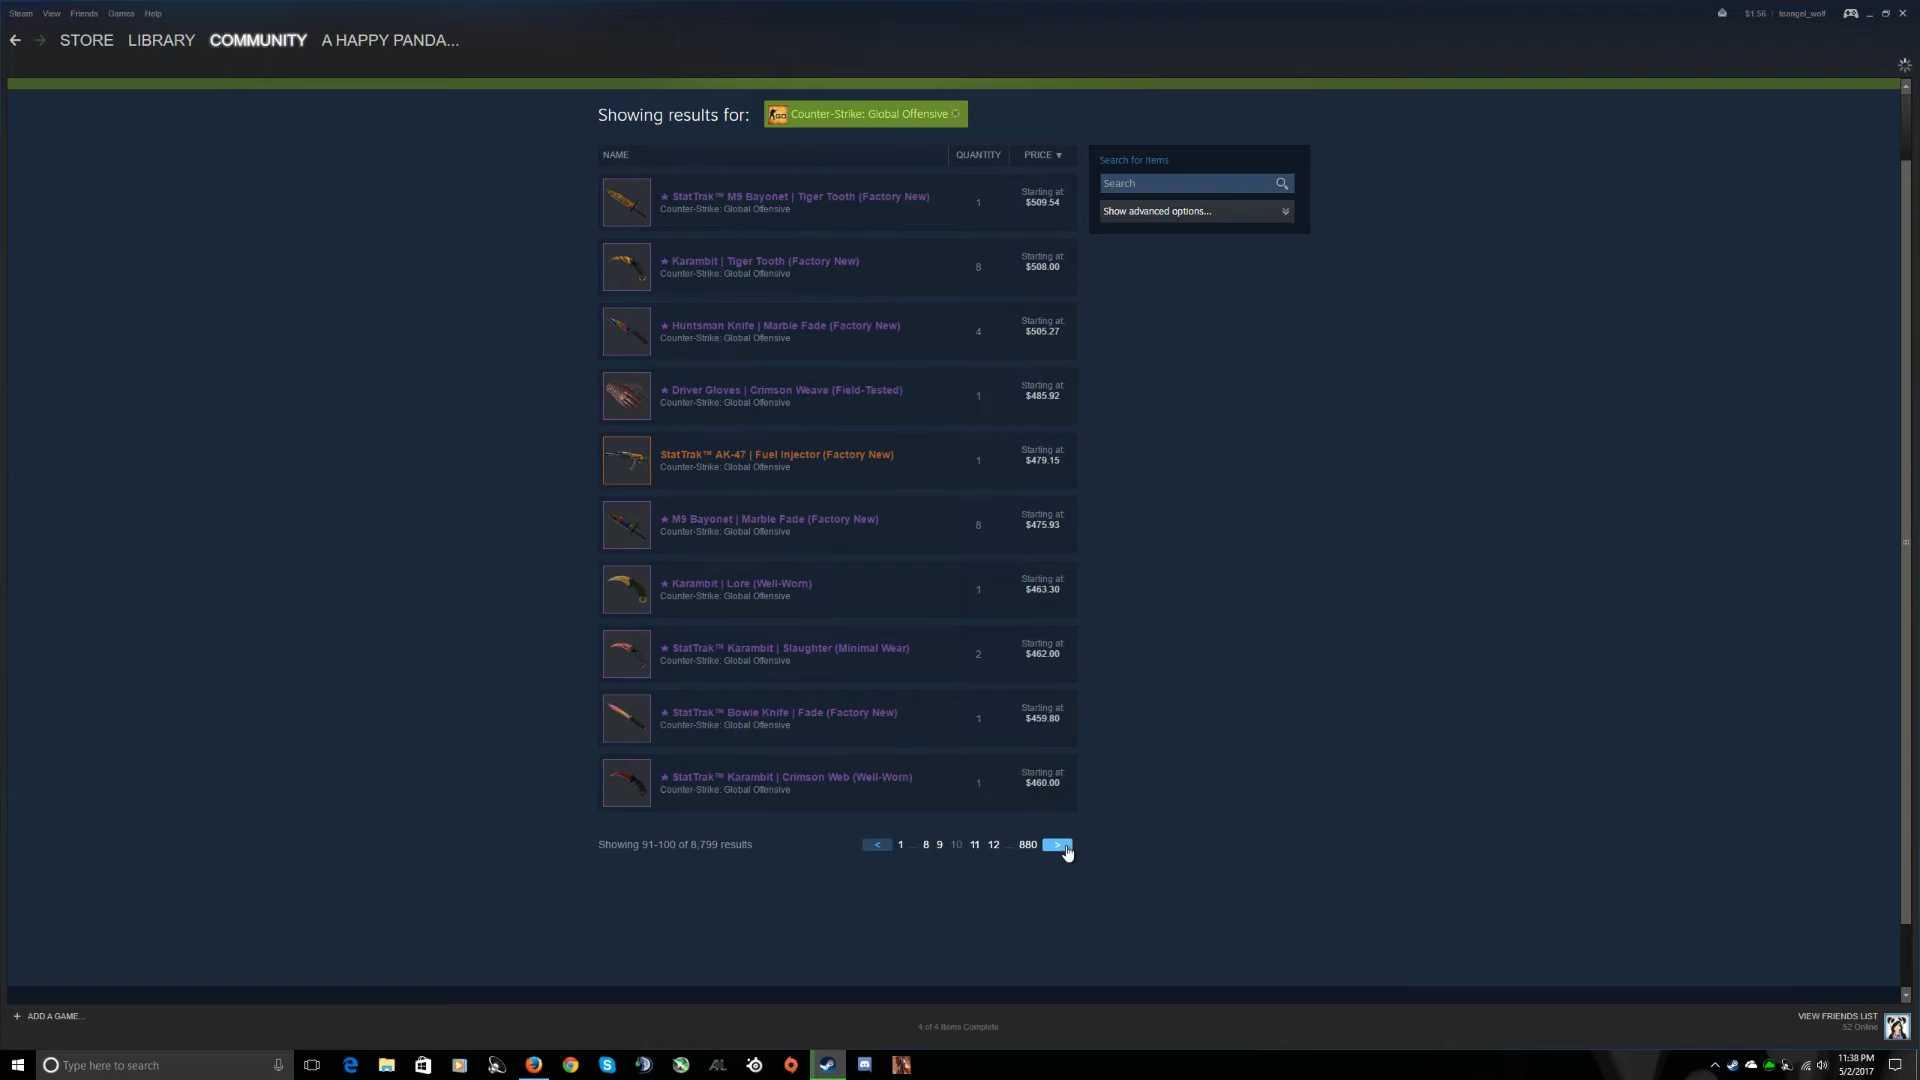 Steam View Friends Games Help
$1.56 | teangel_wolf
STORE LIBRARY COMMUNITY A HAPPY PANDA...
Showing results for: Counter-Strike: Global Offensive
NAME QUANTITY PRICE ▼
★ StatTrak™ M9 Bayonet | Tiger Tooth (Factory New)
Counter-Strike: Global Offensive
1
Starting at:
$509.54
★ Karambit | Tiger Tooth (Factory New)
Counter-Strike: Global Offensive
8
Starting at:
$508.00
★ Huntsman Knife | Marble Fade (Factory New)
Counter-Strike: Global Offensive
4
Starting at:
$505.27
★ Driver Gloves | Crimson Weave (Field-Tested)
Counter-Strike: Global Offensive
1
Starting at:
$485.92
StatTrak™ AK-47 | Fuel Injector (Factory New)
Counter-Strike: Global Offensive
1
Starting at:
$479.15
★ M9 Bayonet | Marble Fade (Factory New)
Counter-Strike: Global Offensive
8
Starting at:
$475.93
★ Karambit | Lore (Well-Worn)
Counter-Strike: Global Offensive
1
Starting at:
$463.30
★ StatTrak™ Karambit | Slaughter (Minimal Wear)
Counter-Strike: Global Offensive
2
Starting at:
$462.00
★ StatTrak™ Bowie Knife | Fade (Factory New)
Counter-Strike: Global Offensive
1
Starting at:
$459.80
★ StatTrak™ Karambit | Crimson Web (Well-Worn)
Counter-Strike: Global Offensive
1
Starting at:
$460.00
Search for Items
Search
Show advanced options...
Showing 91-100 of 8,799 results
< 1 ... 8 9 10 11 12 ... 880 >
+ ADD A GAME...
4 of 4 Items Complete
VIEW FRIENDS LIST
52 Online
Type here to search
11:38 PM
5/2/2017